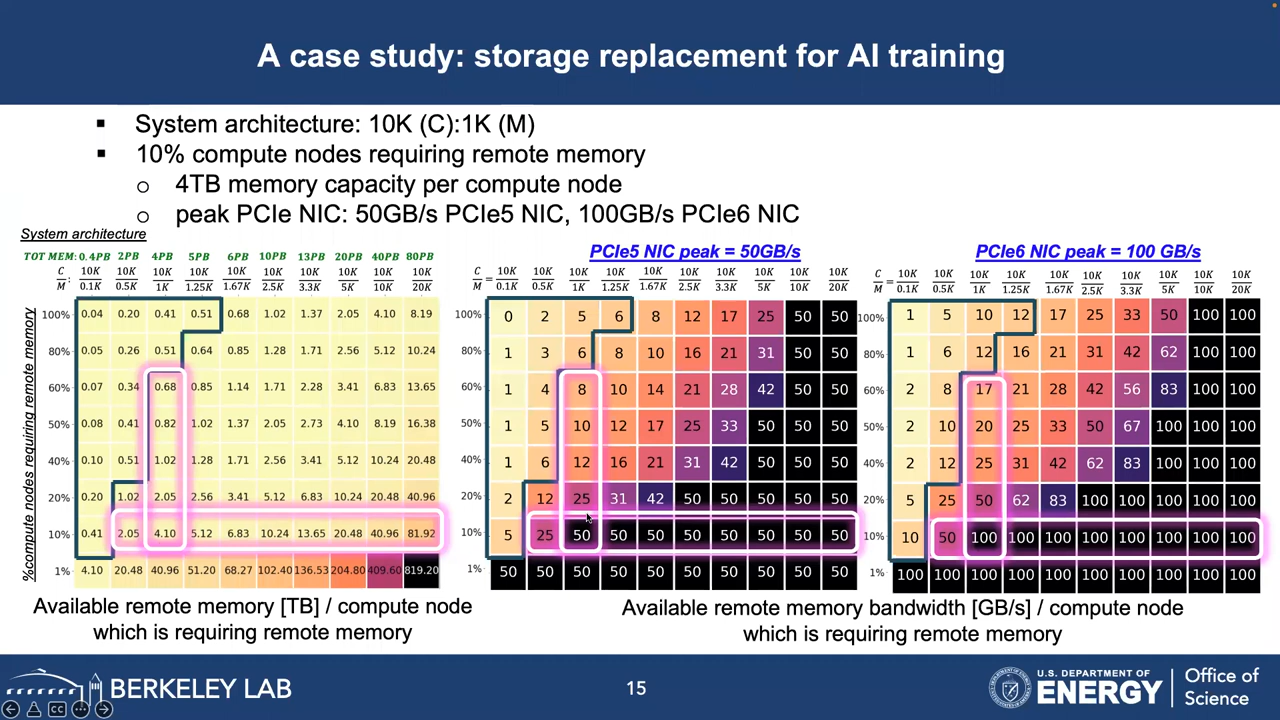 A case study: storage replacement for AI training
▪ System architecture: 10K (C):1K (M)
▪ 10% compute nodes requiring remote memory
o 4TB memory capacity per compute node
o peak PCIe NIC: 50GB/s PCIe5 NIC, 100GB/s PCIe6 NIC
System architecture
TOT MEM: 0.4PB 2PB 4PB 5PB 6PB 10PB 13PB 20PB 40PB 80PB
C/M: 10K/0.1K 10K/0.5K 10K/1K 10K/1.25K 10K/1.67K 10K/2.5K 10K/3.3K 10K/5K 10K/10K 10K/20K
%compute nodes requiring remote memory
100% 0.04 0.20 0.41 0.51 0.68 1.02 1.37 2.05 4.10 8.19
80% 0.05 0.26 0.51 0.64 0.85 1.28 1.71 2.56 5.12 10.24
60% 0.07 0.34 0.68 0.85 1.14 1.71 2.28 3.41 6.83 13.65
50% 0.08 0.41 0.82 1.02 1.37 2.05 2.73 4.10 8.19 16.38
40% 0.10 0.51 1.02 1.28 1.71 2.56 3.41 5.12 10.24 20.48
20% 0.20 1.02 2.05 2.56 3.41 5.12 6.83 10.24 20.48 40.96
10% 0.41 2.05 4.10 5.12 6.83 10.24 13.65 20.48 40.96 81.92
1% 4.10 20.48 40.96 51.20 68.27 102.40 136.53 204.80 409.60 819.20
Available remote memory [TB] / compute node
which is requiring remote memory
PCIe5 NIC peak = 50GB/s
C/M = 10K/0.1K 10K/0.5K 10K/1K 10K/1.25K 10K/1.67K 10K/2.5K 10K/3.3K 10K/5K 10K/10K 10K/20K
100% 0 2 5 6 8 12 17 25 50 50
80% 1 3 6 8 10 16 21 31 50 50
60% 1 4 8 10 14 21 28 42 50 50
50% 1 5 10 12 17 25 33 50 50 50
40% 1 6 12 16 21 31 42 50 50 50
20% 2 12 25 31 42 50 50 50 50 50
10% 5 25 50 50 50 50 50 50 50 50
1% 50 50 50 50 50 50 50 50 50 50
PCIe6 NIC peak = 100 GB/s
C/M = 10K/0.1K 10K/0.5K 10K/1K 10K/1.25K 10K/1.67K 10K/2.5K 10K/3.3K 10K/5K 10K/10K 10K/20K
100% 1 5 10 12 17 25 33 50 100 100
80% 1 6 12 16 21 31 42 62 100 100
60% 2 8 17 21 28 42 56 83 100 100
50% 2 10 20 25 33 50 67 100 100 100
40% 2 12 25 31 42 62 83 100 100 100
20% 5 25 50 62 83 100 100 100 100 100
10% 10 50 100 100 100 100 100 100 100 100
1% 100 100 100 100 100 100 100 100 100 100
Available remote memory bandwidth [GB/s] / compute node
which is requiring remote memory
BERKELEY LAB
15
U.S. DEPARTMENT OF
ENERGY
Office of
Science